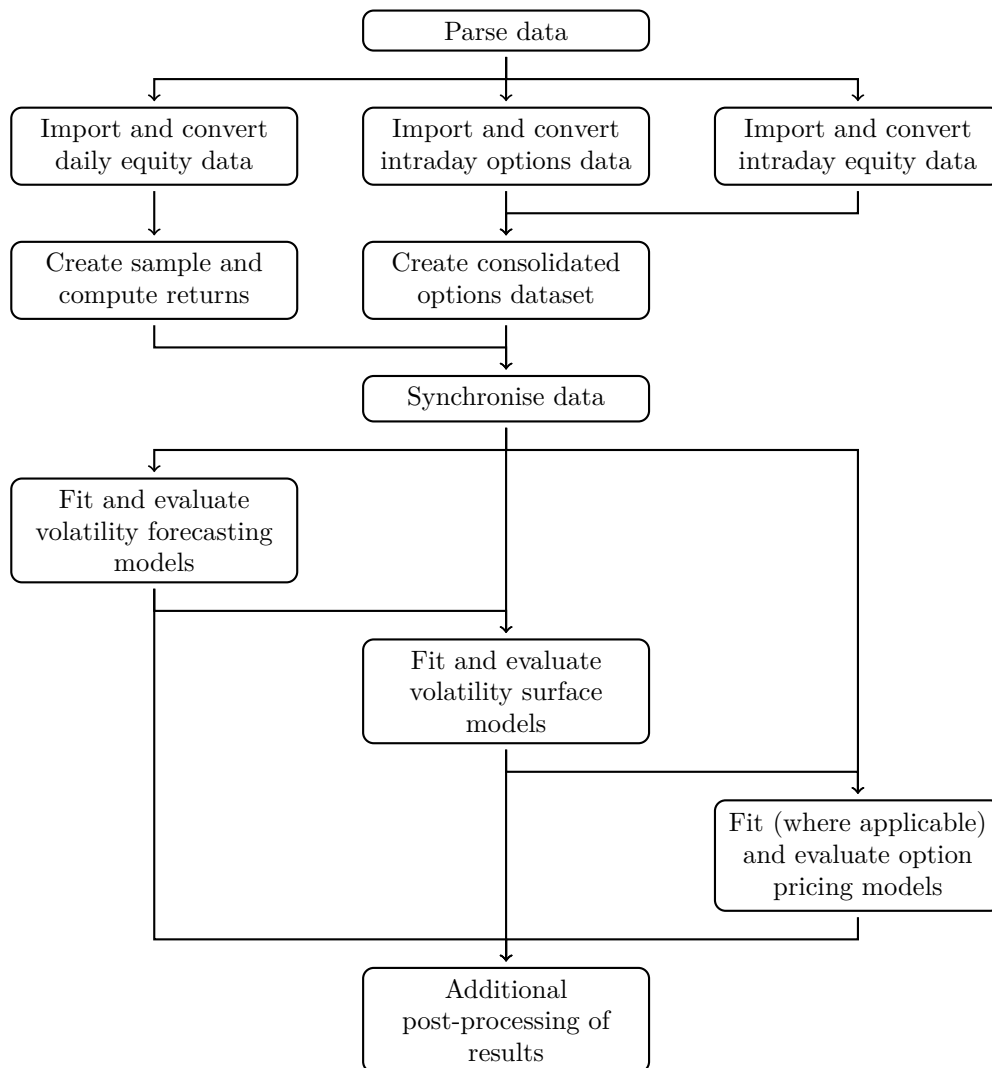 Parse data
Import and convert
daily equity data
Import and convert
intraday options data
Import and convert
intraday equity data
Create sample and
compute returns
Create consolidated
options dataset
Synchronise data
Fit and evaluate
volatility forecasting
models
Fit and evaluate
volatility surface
models
Fit (where applicable)
and evaluate option
pricing models
Additional
post-processing of
results